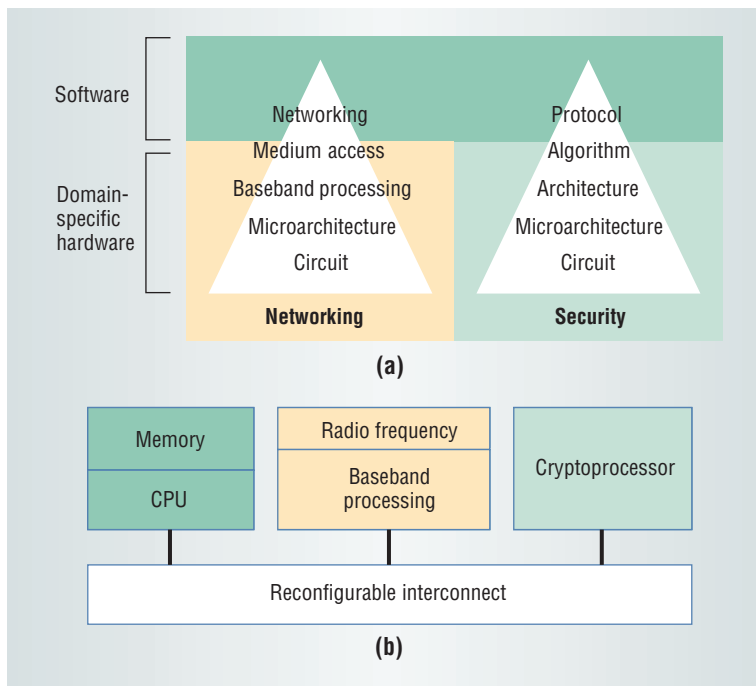 Software
Networking
Protocol
Domain-
specific
hardware
Medium access
Baseband processing
Microarchitecture
Circuit
Algorithm
Architecture
Microarchitecture
Circuit
Networking
Security
(a)
Memory
CPU
Radio frequency
Baseband
processing
Cryptoprocessor
Reconfigurable interconnect
(b)